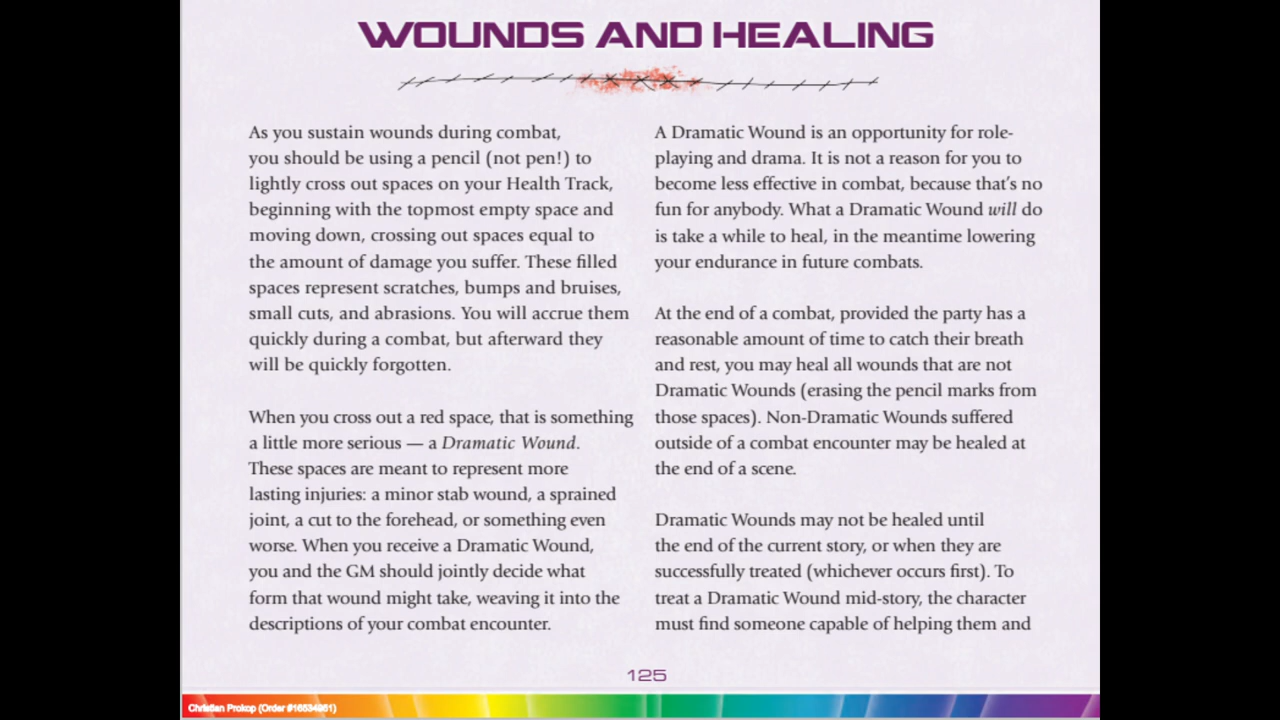 WOUNDS AND HEALING
As you sustain wounds during combat,
you should be using a pencil (not pen!) to
lightly cross out spaces on your Health Track,
beginning with the topmost empty space and
moving down, crossing out spaces equal to
the amount of damage you suffer. These filled
spaces represent scratches, bumps and bruises,
small cuts, and abrasions. You will accrue them
quickly during a combat, but afterward they
will be quickly forgotten.
When you cross out a red space, that is something
a little more serious — a Dramatic Wound.
These spaces are meant to represent more
lasting injuries: a minor stab wound, a sprained
joint, a cut to the forehead, or something even
worse. When you receive a Dramatic Wound,
you and the GM should jointly decide what
form that wound might take, weaving it into the
descriptions of your combat encounter.
A Dramatic Wound is an opportunity for role-
playing and drama. It is not a reason for you to
become less effective in combat, because that's no
fun for anybody. What a Dramatic Wound will do
is take a while to heal, in the meantime lowering
your endurance in future combats.
At the end of a combat, provided the party has a
reasonable amount of time to catch their breath
and rest, you may heal all wounds that are not
Dramatic Wounds (erasing the pencil marks from
those spaces). Non-Dramatic Wounds suffered
outside of a combat encounter may be healed at
the end of a scene.
Dramatic Wounds may not be healed until
the end of the current story, or when they are
successfully treated (whichever occurs first). To
treat a Dramatic Wound mid-story, the character
must find someone capable of helping them and
125
Christian Prokop (Order #16534951)